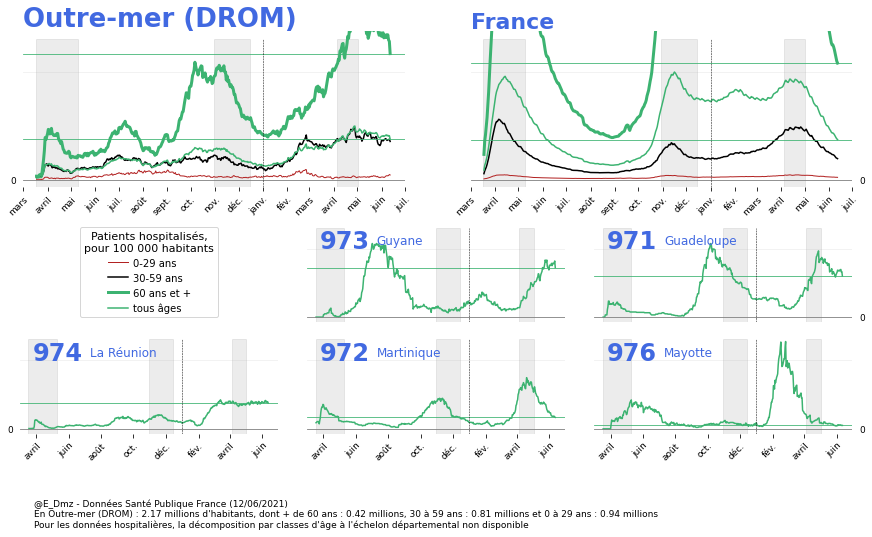 Outre-mer (DROM)
France
0
0
mars avril mai juin juil. août sept. oct. nov. déc. janv. fév. mars avril mai juin juil.
mars avril mai juin juil. août sept. oct. nov. déc. janv. fév. mars avril mai juin juil.
Patients hospitalisés,
pour 100 000 habitants
0-29 ans
30-59 ans
60 ans et +
tous âges
973 Guyane
971 Guadeloupe
0
974 La Réunion
972 Martinique
976 Mayotte
0
0
avril juin août oct. déc. fév. avril juin
avril juin août oct. déc. fév. avril juin
avril juin août oct. déc. fév. avril juin
@E_Dmz - Données Santé Publique France (12/06/2021)
En Outre-mer (DROM) : 2.17 millions d'habitants, dont + de 60 ans : 0.42 millions, 30 à 59 ans : 0.81 millions et 0 à 29 ans : 0.94 millions
Pour les données hospitalières, la décomposition par classes d'âge à l'échelon départemental non disponible